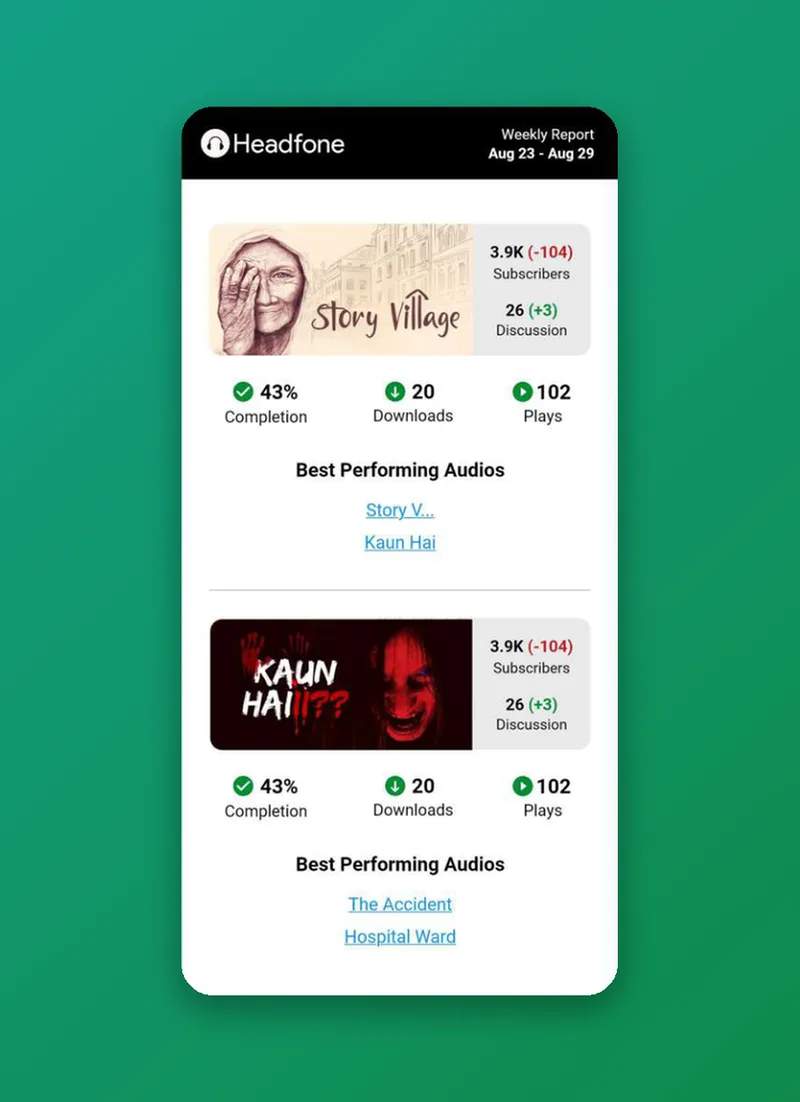 Headfone
Weekly Report
Aug 23 - Aug 29
Story Village
3.9K (-104)
Subscribers
26 (+3)
Discussion
43%
Completion
20
Downloads
102
Plays
Best Performing Audios
Story V...
Kaun Hai
KAUN
HAIII??
3.9K (-104)
Subscribers
26 (+3)
Discussion
43%
Completion
20
Downloads
102
Plays
Best Performing Audios
The Accident
Hospital Ward